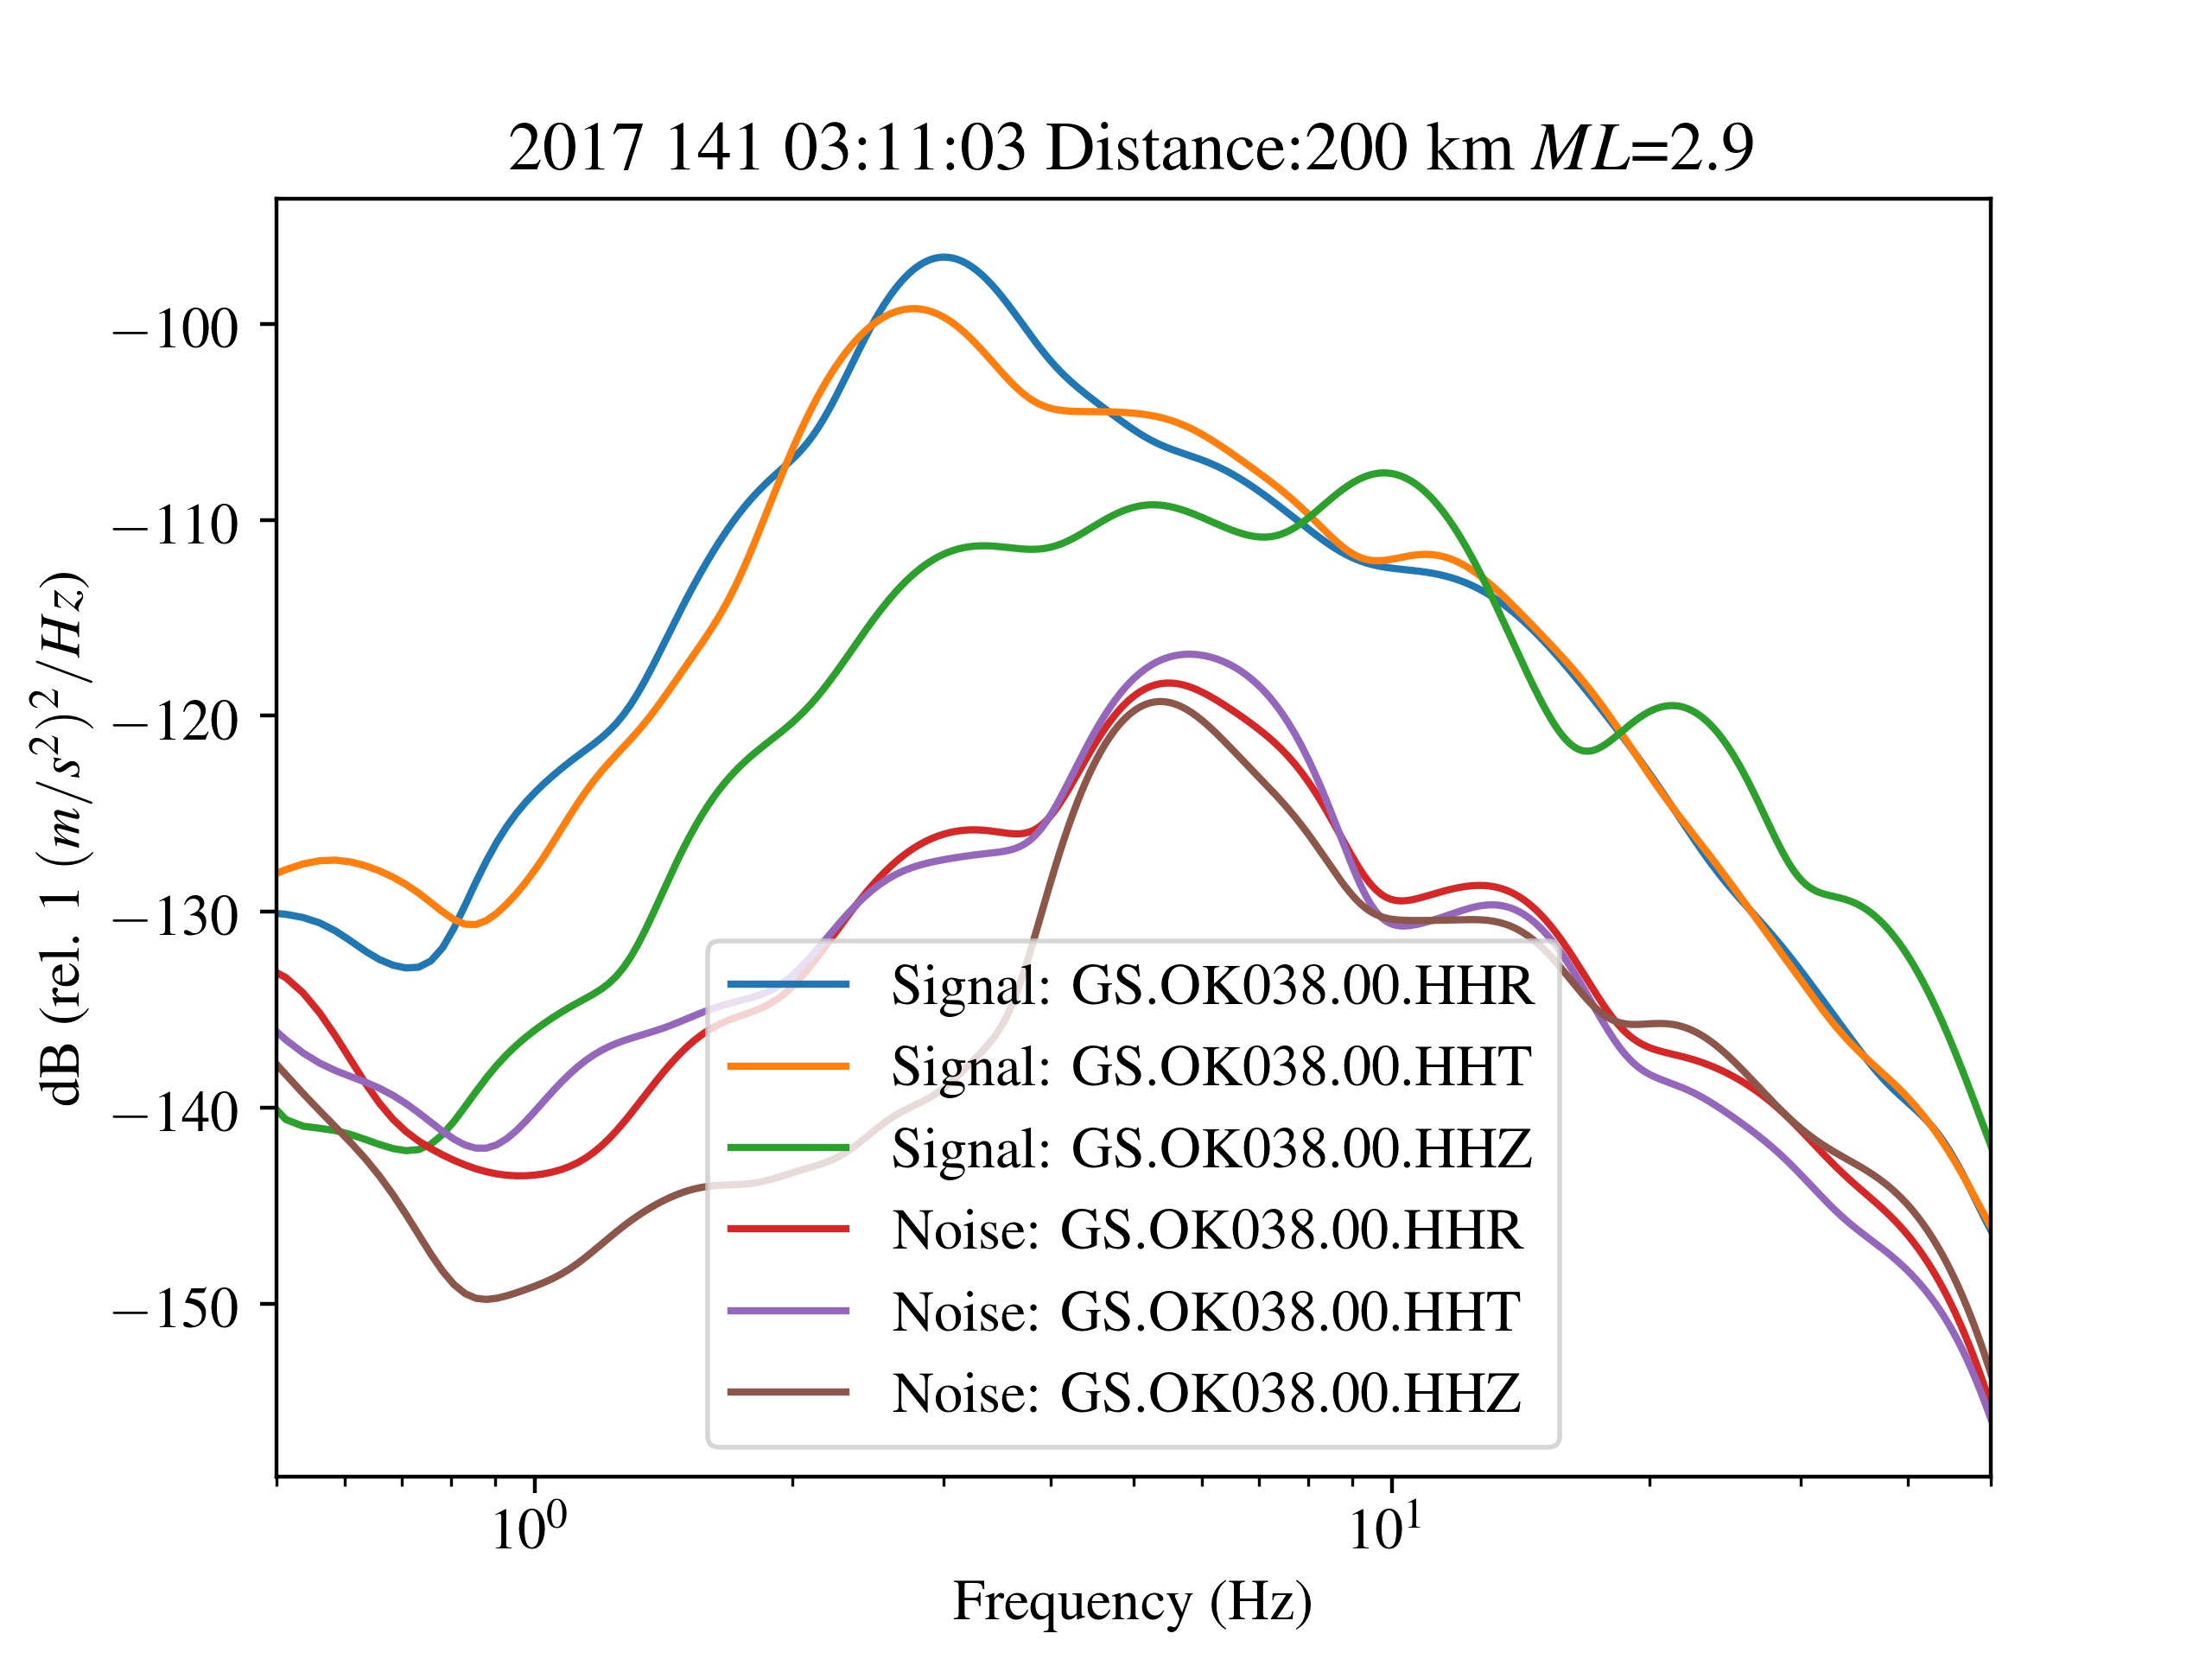 2017 141 03:11:03 Distance:200 km ML=2.9
dB (rel. 1 (m/s²))²/Hz)
−100
−110
−120
−130
−140
−150
Signal: GS.OK038.00.HHR
Signal: GS.OK038.00.HHT
Signal: GS.OK038.00.HHZ
Noise: GS.OK038.00.HHR
Noise: GS.OK038.00.HHT
Noise: GS.OK038.00.HHZ
10⁰ 10¹
Frequency (Hz)